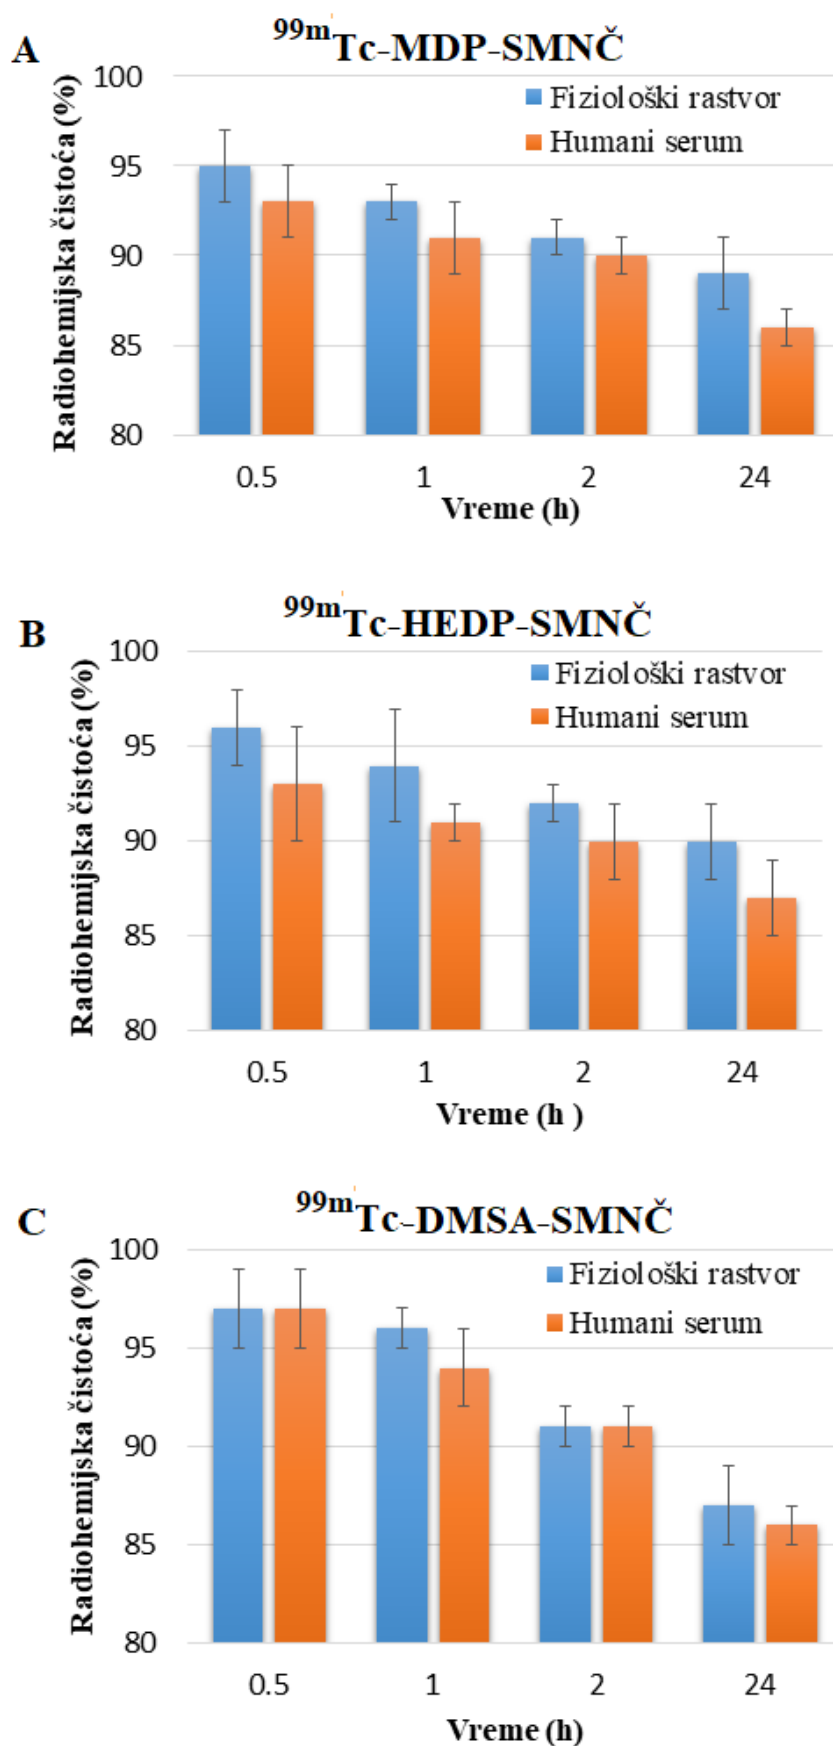 A
99mTc-MDP-SMNČ
Radiohemijska čistoća (%)
100
95
90
85
80
Fiziološki rastvor
Humani serum
0.5 1 2 24
Vreme (h)
B
99mTc-HEDP-SMNČ
Radiohemijska čistoća (%)
100
95
90
85
80
Fiziološki rastvor
Humani serum
0.5 1 2 24
Vreme (h )
C
99mTc-DMSA-SMNČ
Radiohemijska čistoća (%)
100
95
90
85
80
Fiziološki rastvor
Humani serum
0.5 1 2 24
Vreme (h)